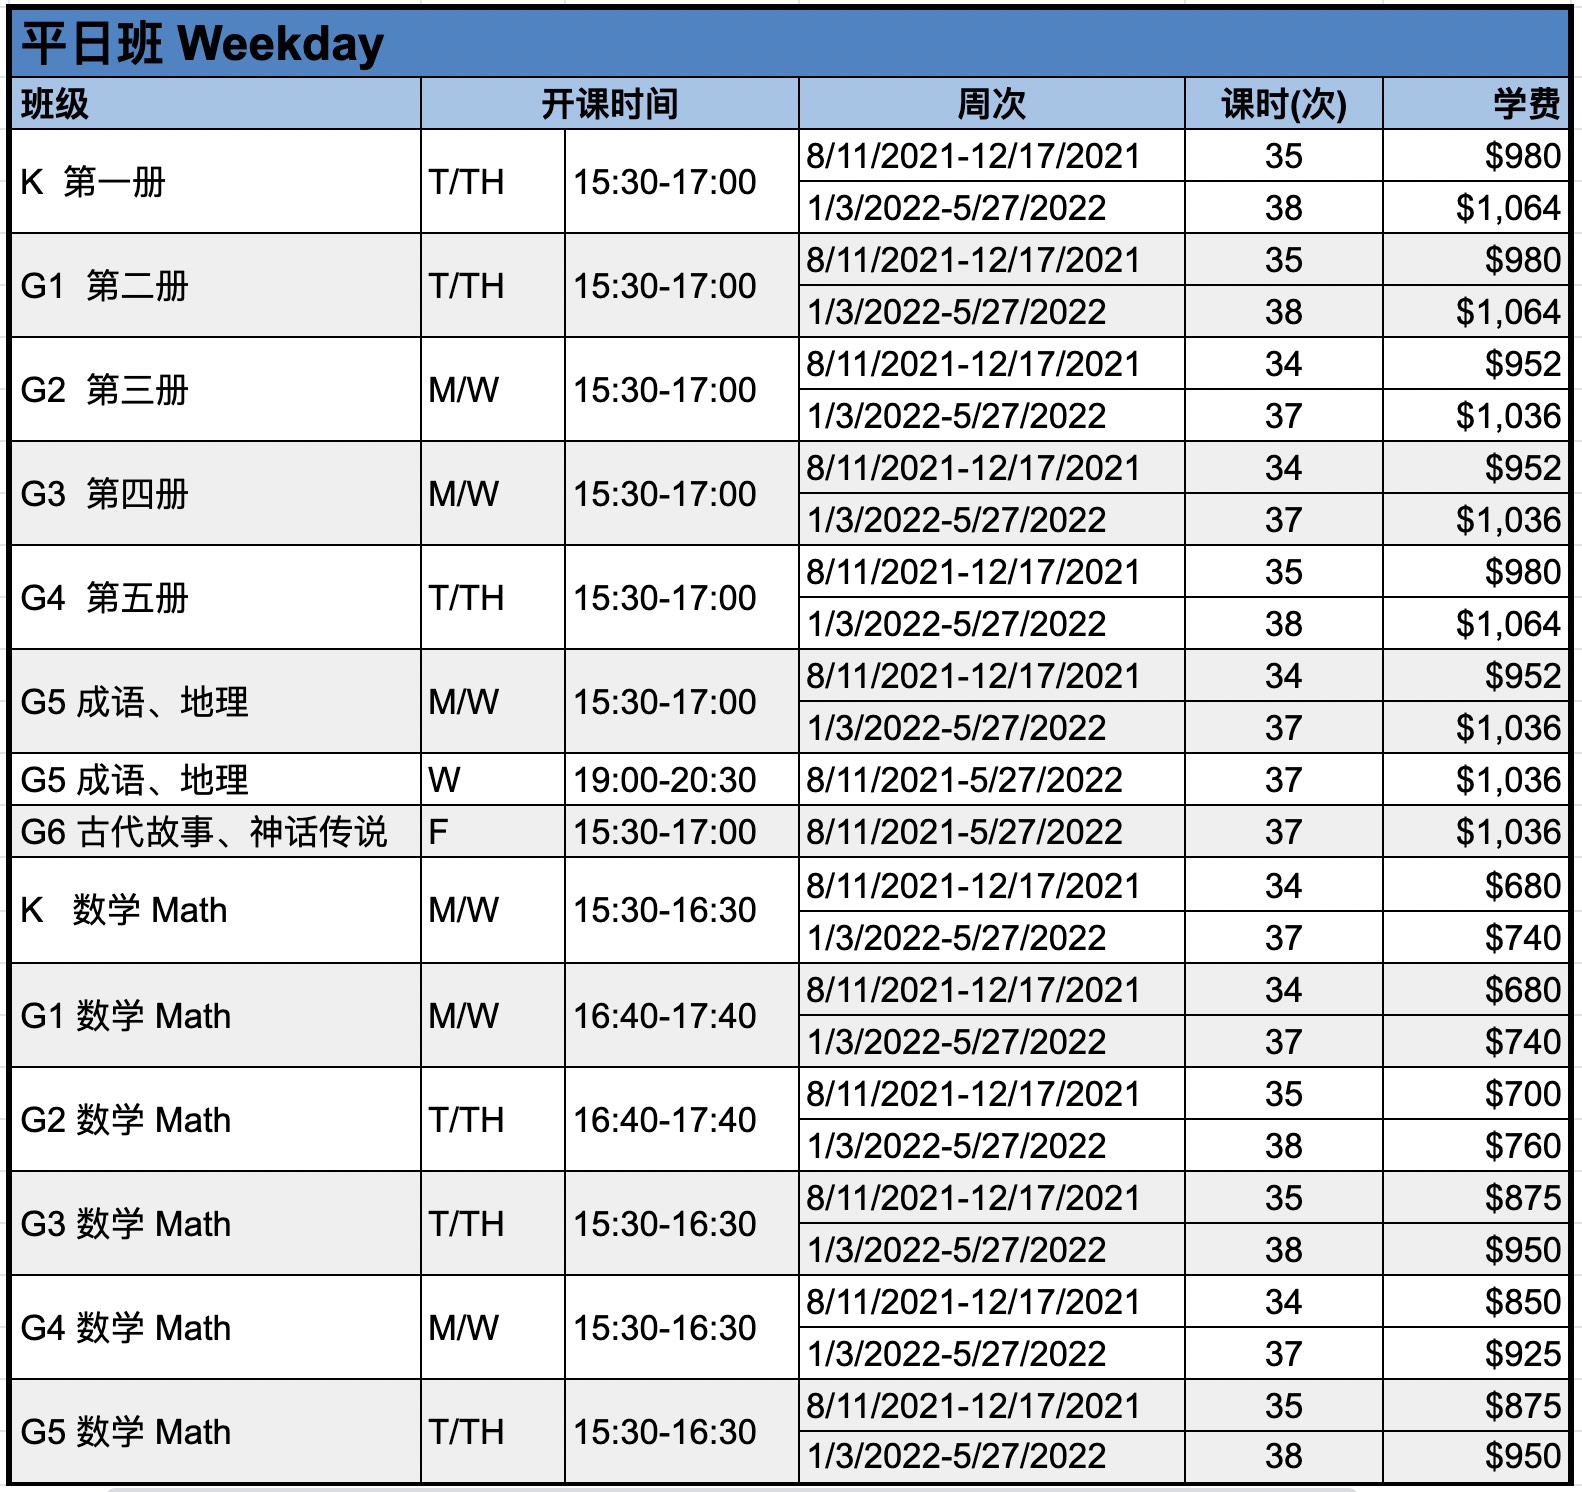 平日班 Weekday
班级 开课时间 周次 课时(次) 学费
K 第一册 T/TH 15:30-17:00 8/11/2021-12/17/2021 35 $980
1/3/2022-5/27/2022 38 $1,064
G1 第二册 T/TH 15:30-17:00 8/11/2021-12/17/2021 35 $980
1/3/2022-5/27/2022 38 $1,064
G2 第三册 M/W 15:30-17:00 8/11/2021-12/17/2021 34 $952
1/3/2022-5/27/2022 37 $1,036
G3 第四册 M/W 15:30-17:00 8/11/2021-12/17/2021 34 $952
1/3/2022-5/27/2022 37 $1,036
G4 第五册 T/TH 15:30-17:00 8/11/2021-12/17/2021 35 $980
1/3/2022-5/27/2022 38 $1,064
G5 成语、地理 M/W 15:30-17:00 8/11/2021-12/17/2021 34 $952
1/3/2022-5/27/2022 37 $1,036
G5 成语、地理 W 19:00-20:30 8/11/2021-5/27/2022 37 $1,036
G6 古代故事、神话传说 F 15:30-17:00 8/11/2021-5/27/2022 37 $1,036
K 数学 Math M/W 15:30-16:30 8/11/2021-12/17/2021 34 $680
1/3/2022-5/27/2022 37 $740
G1 数学 Math M/W 16:40-17:40 8/11/2021-12/17/2021 34 $680
1/3/2022-5/27/2022 37 $740
G2 数学 Math T/TH 16:40-17:40 8/11/2021-12/17/2021 35 $700
1/3/2022-5/27/2022 38 $760
G3 数学 Math T/TH 15:30-16:30 8/11/2021-12/17/2021 35 $875
1/3/2022-5/27/2022 38 $950
G4 数学 Math M/W 15:30-16:30 8/11/2021-12/17/2021 34 $850
1/3/2022-5/27/2022 37 $925
G5 数学 Math T/TH 15:30-16:30 8/11/2021-12/17/2021 35 $875
1/3/2022-5/27/2022 38 $950